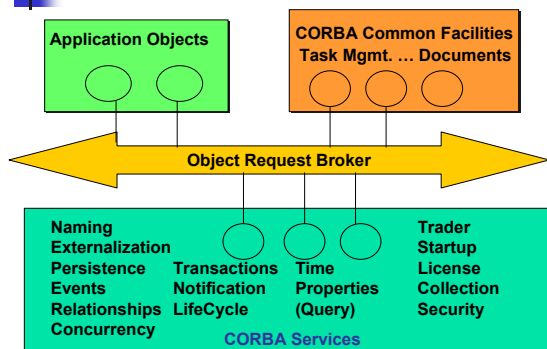 Application Objects
CORBA Common Facilities
Task Mgmt. … Documents
Object Request Broker
Naming
Externalization
Persistence
Events
Relationships
Concurrency
Transactions
Notification
LifeCycle
Time
Properties
(Query)
Trader
Startup
License
Collection
Security
CORBA Services